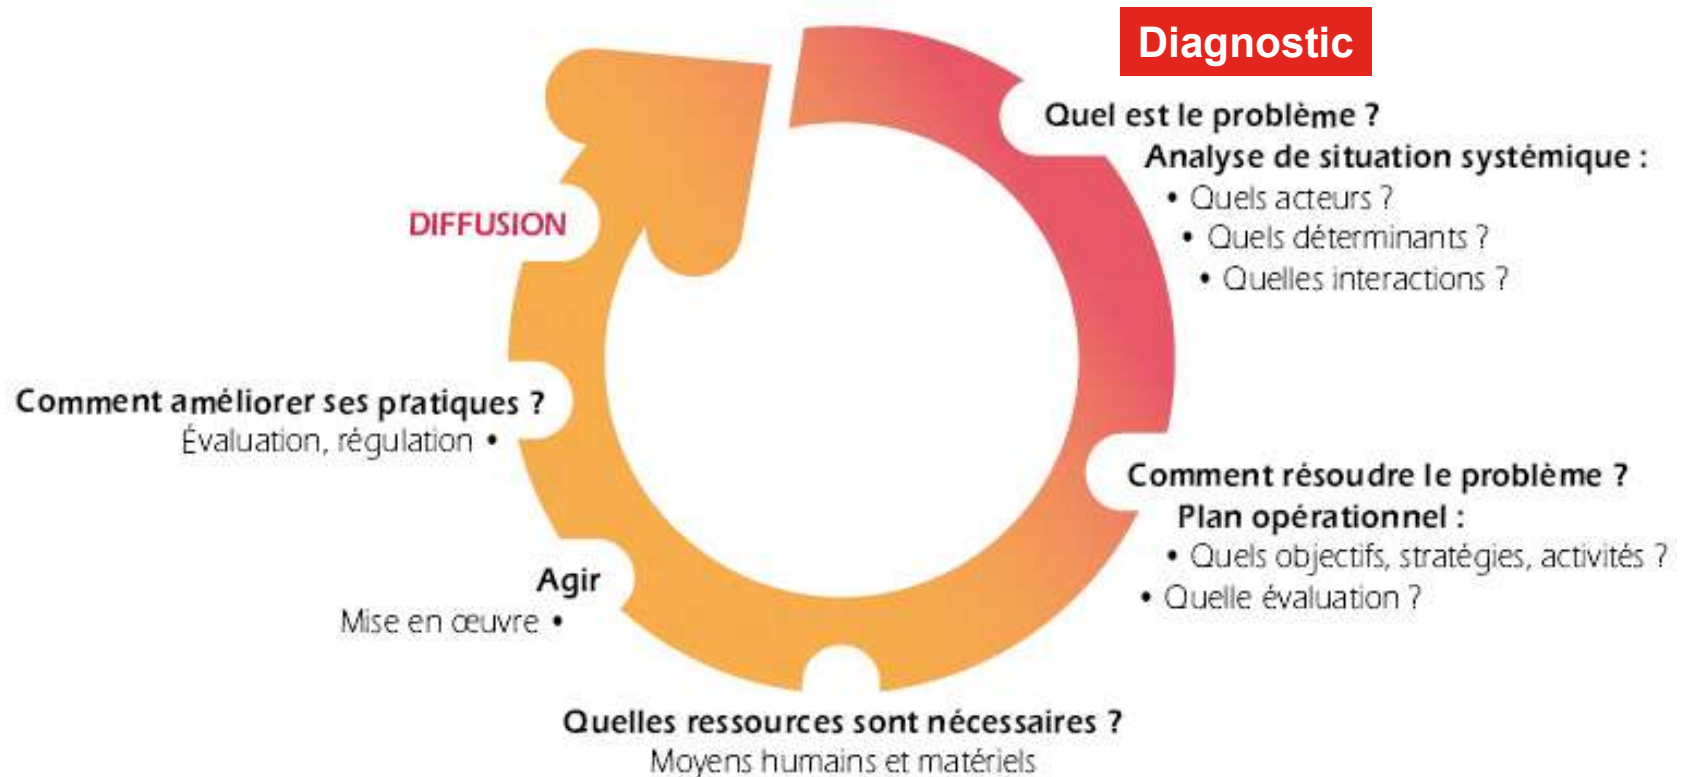 Diagnostic
Quel est le problème ?
Analyse de situation systémique :
• Quels acteurs ?
• Quels déterminants ?
• Quelles interactions ?
Comment résoudre le problème ?
Plan opérationnel :
• Quels objectifs, stratégies, activités ?
• Quelle évaluation ?
Quelles ressources sont nécessaires ?
Moyens humains et matériels
Agir
Mise en œuvre •
Comment améliorer ses pratiques ?
Évaluation, régulation •
DIFFUSION